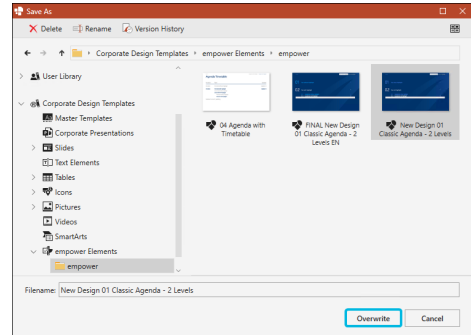 Save As
Delete Rename Version History
Corporate Design Templates empower Elements empower
User Library
Corporate Design Templates
Master Templates
Corporate Presentations
Slides
Text Elements
Tables
Icons
Pictures
Videos
SmartArts
empower Elements
empower
04 Agenda with
Timetable
FINAL New Design
01 Classic Agenda - 2
Levels EN
New Design 01
Classic Agenda - 2 Levels
Filename: New Design 01 Classic Agenda - 2 Levels
Overwrite Cancel